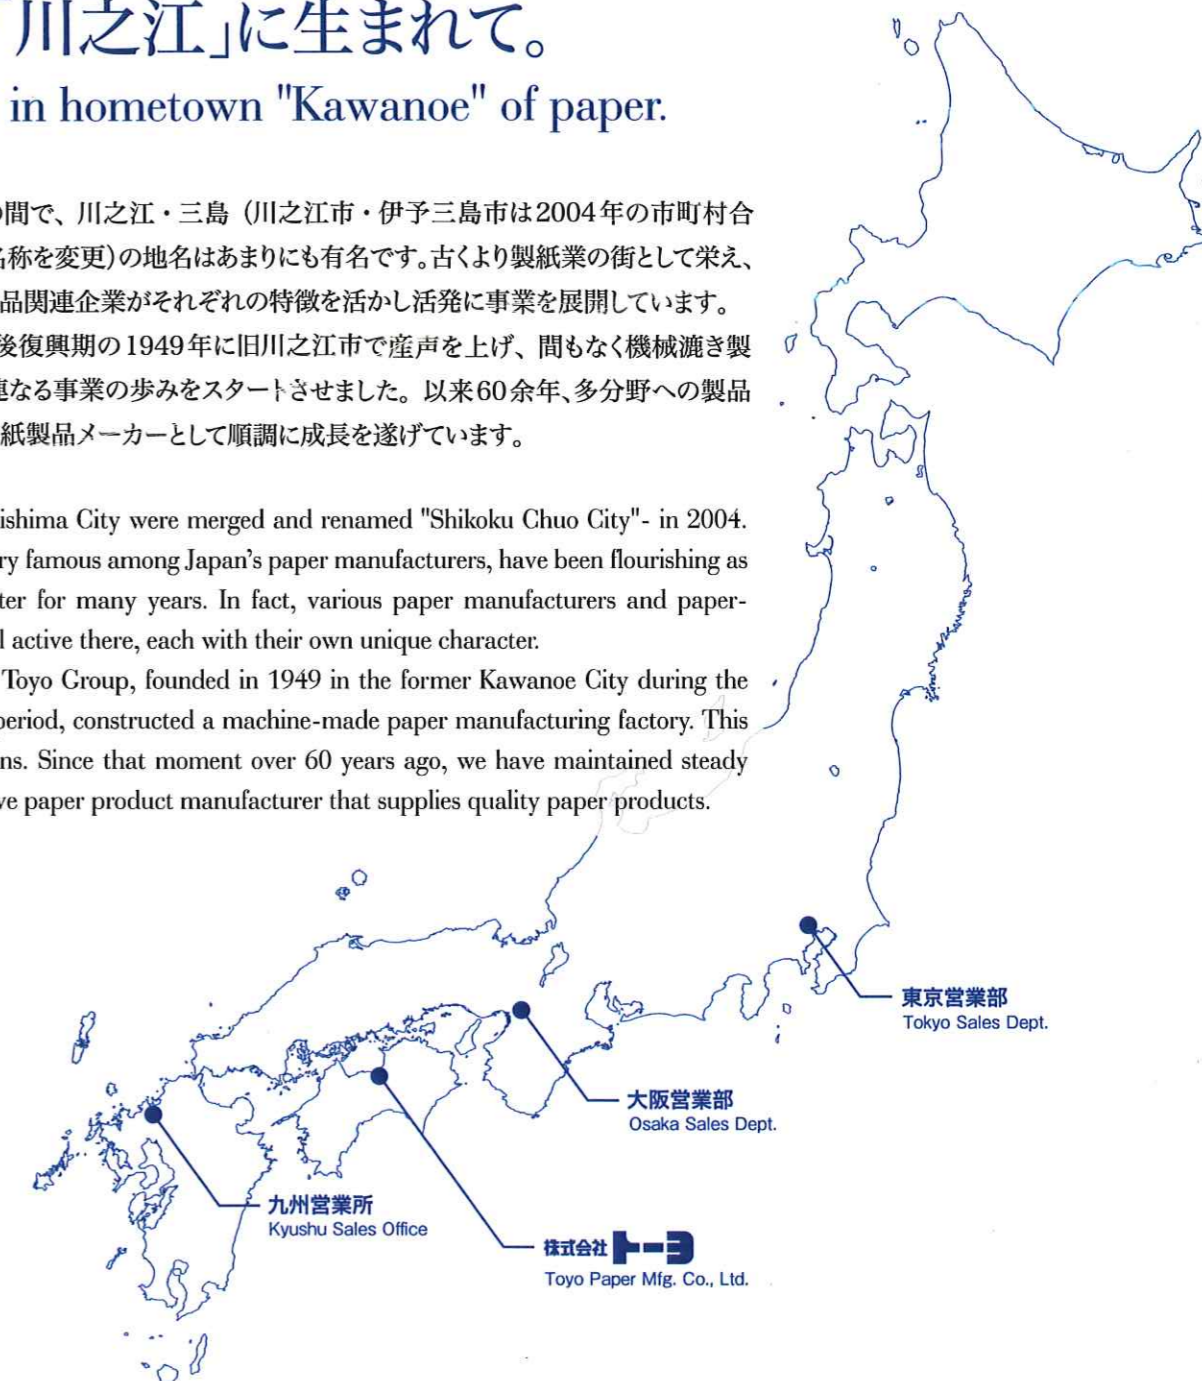 「川之江」に生まれて。
in hometown "Kawanoe" of paper.
間で、川之江・三島（川之江市・伊予三島市は2004年の市町村合
名称を変更）の地名はあまりにも有名です。古くより製紙業の街として栄え、
品関連企業がそれぞれの特徴を活かし活発に事業を展開しています。
後復興期の1949年に旧川之江市で産声を上げ、間もなく機械漉き製
連なる事業の歩みをスタートさせました。以来60余年、多分野への製品
紙製品メーカーとして順調に成長を遂げています。
ishima City were merged and renamed "Shikoku Chuo City"- in 2004.
ry famous among Japan's paper manufacturers, have been flourishing as
ter for many years. In fact, various paper manufacturers and paper-
l active there, each with their own unique character.
Toyo Group, founded in 1949 in the former Kawanoe City during the
period, constructed a machine-made paper manufacturing factory. This
ns. Since that moment over 60 years ago, we have maintained steady
ve paper product manufacturer that supplies quality paper products.
東京営業部
Tokyo Sales Dept.
大阪営業部
Osaka Sales Dept.
九州営業所
Kyushu Sales Office
株式会社トーヨ
Toyo Paper Mfg. Co., Ltd.